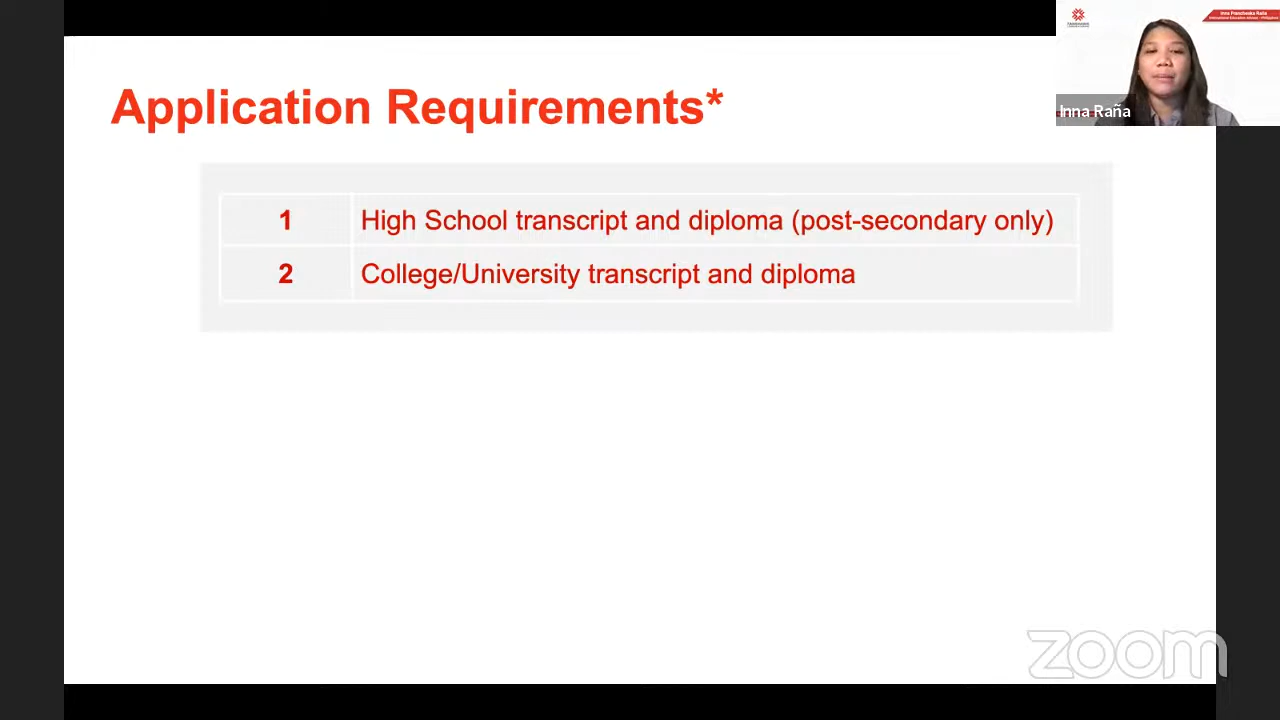 Application Requirements*
1 High School transcript and diploma (post-secondary only)
2 College/University transcript and diploma
Inna Raña
zoom